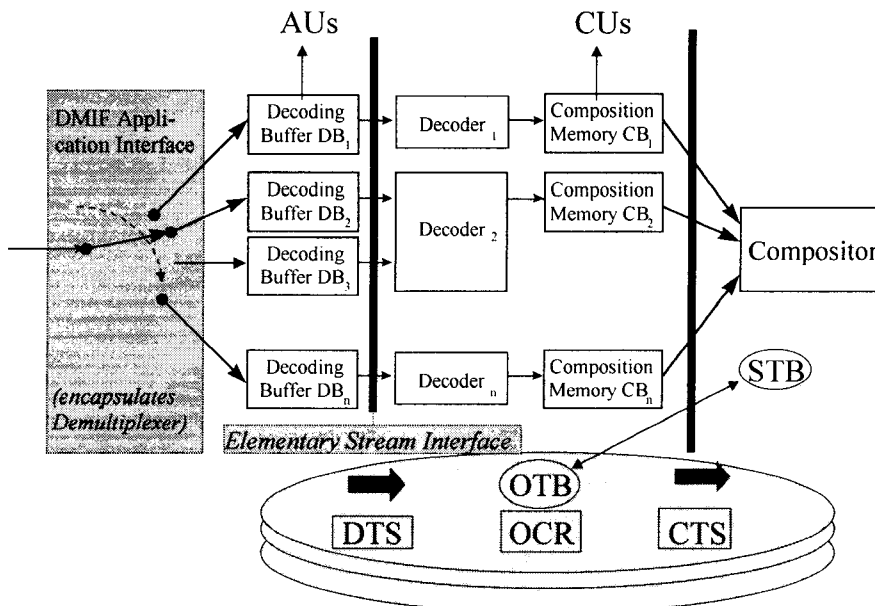 AUs
CUs
DMIF Appli-
cation Interface
(encapsulates
Demultiplexer)
Decoding
Buffer DB1
Decoder 1
Composition
Memory CB1
Decoding
Buffer DB2
Decoder 2
Composition
Memory CB2
Decoding
Buffer DB3
Compositor
Decoding
Buffer DBn
Decoder n
Composition
Memory CBn
STB
Elementary Stream Interface
OTB
DTS
OCR
CTS